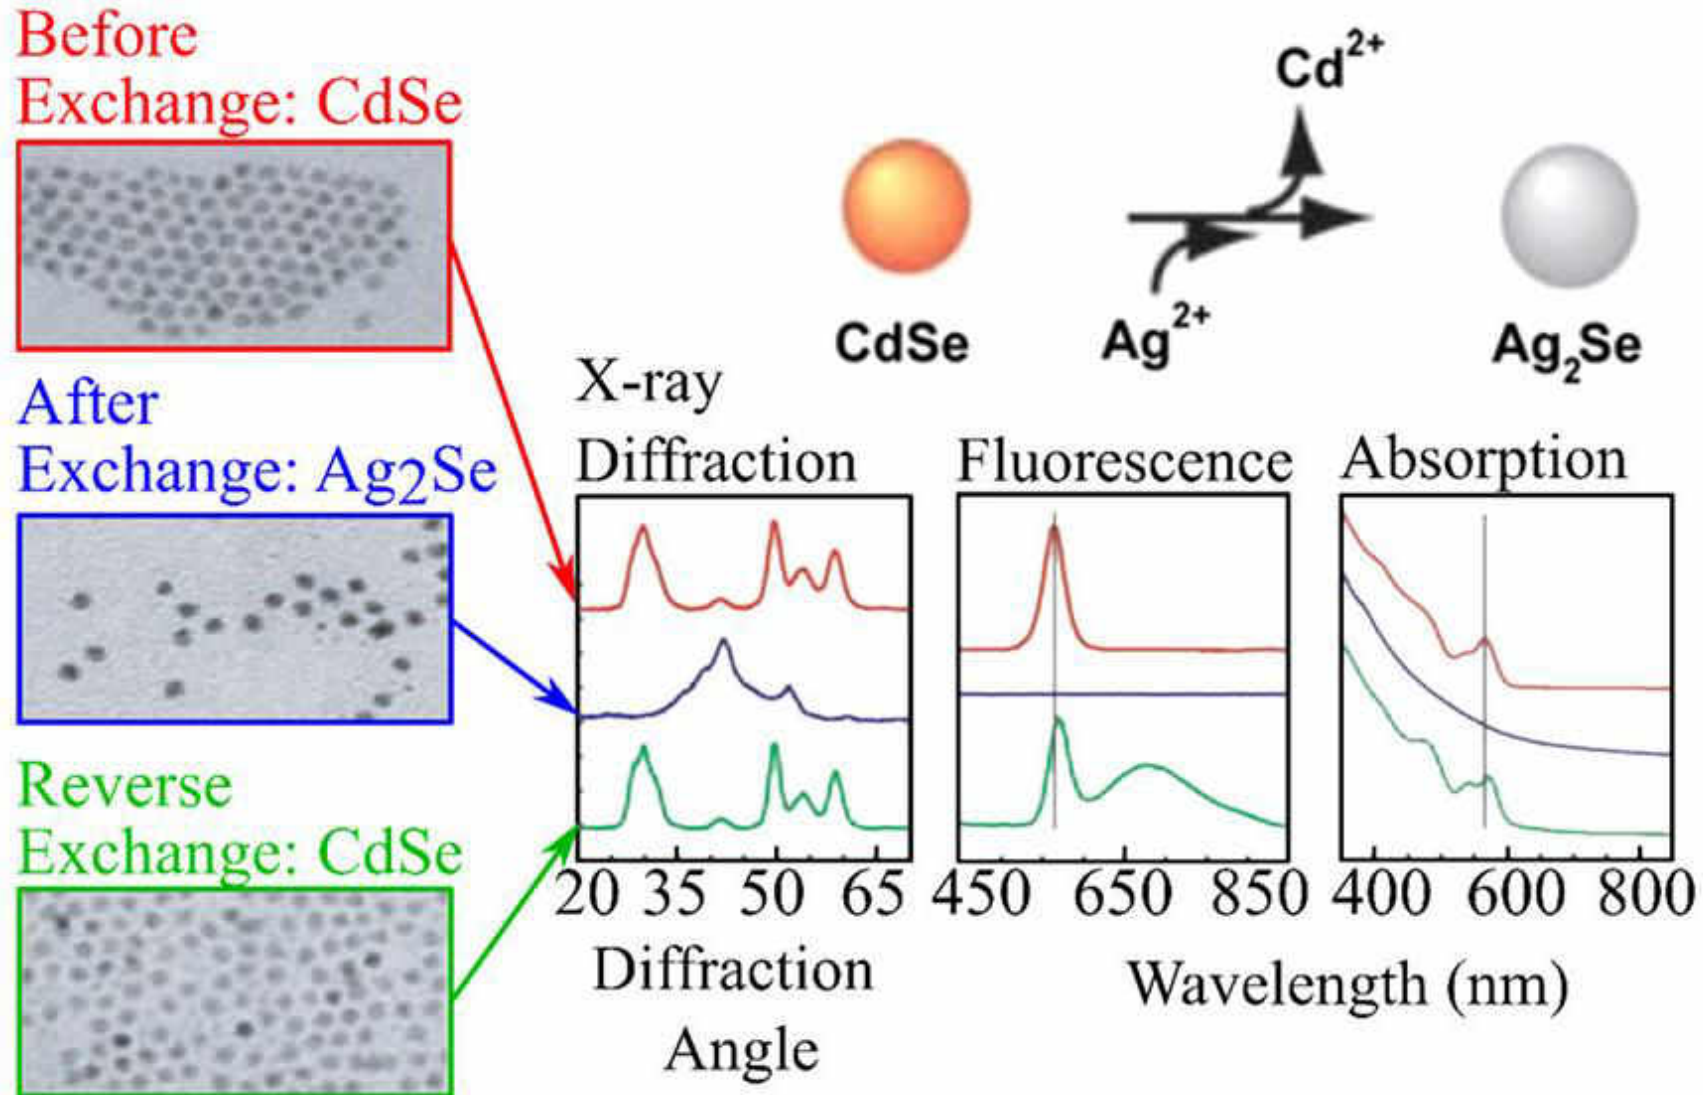 Before
Exchange: CdSe
After
Exchange: Ag2Se
Reverse
Exchange: CdSe
Cd2+
CdSe
Ag2+
Ag2Se
X-ray
Diffraction
Fluorescence
Absorption
20 35 50 65
450 650 850
400 600 800
Diffraction
Angle
Wavelength (nm)